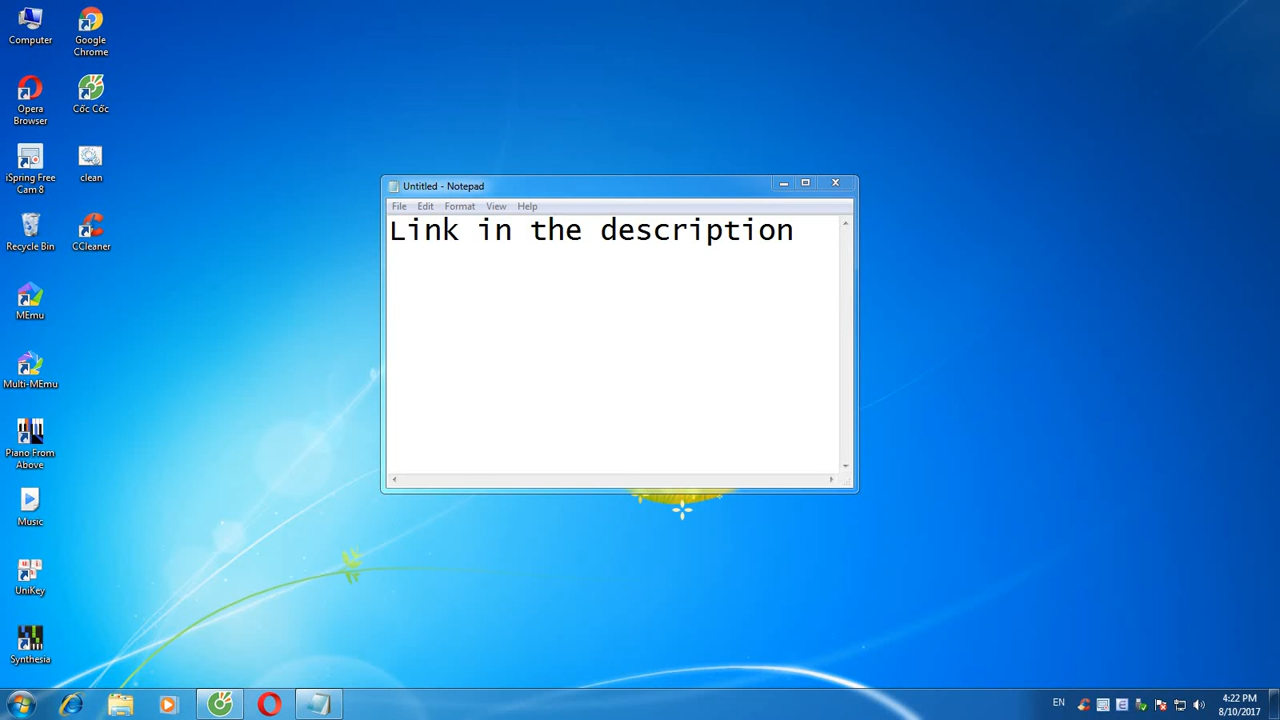 Computer
Google
Chrome
Opera
Browser
Cốc Cốc
iSpring Free
Cam 8
clean
Recycle Bin
CCleaner
MEmu
Multi-MEmu
Piano From
Above
Music
UniKey
Synthesia
Untitled - Notepad
File Edit Format View Help
Link in the description
EN
4:22 PM
8/10/2017